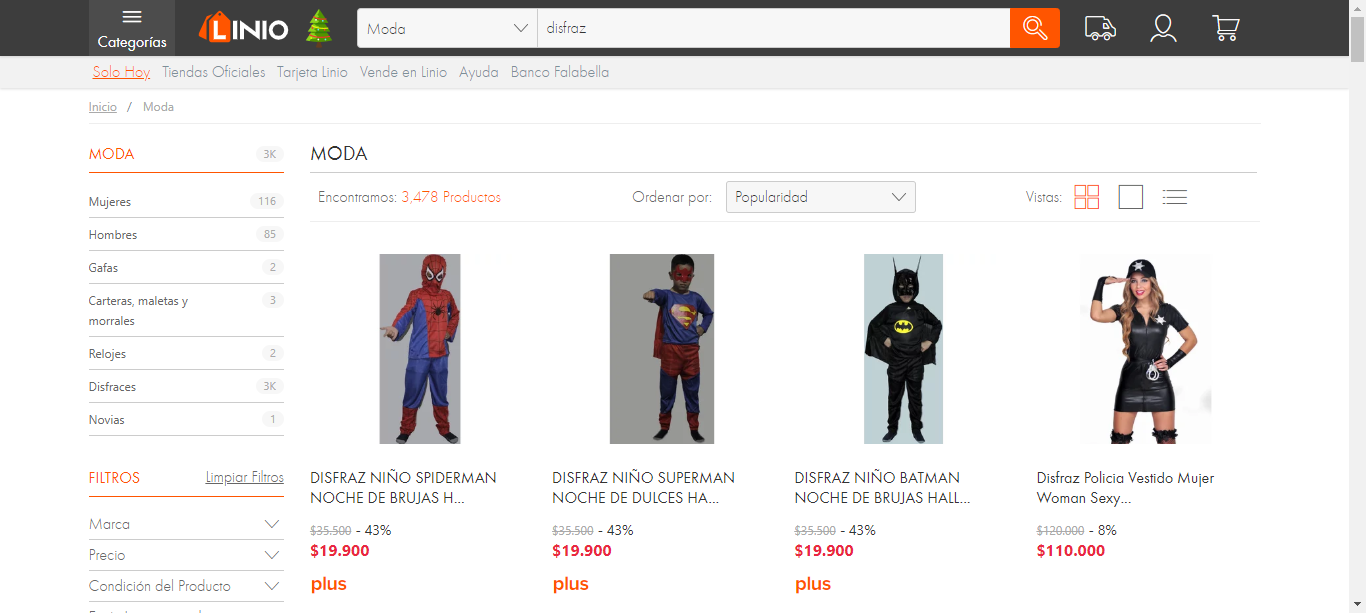 Categorías
LINIO
Moda
disfraz
Solo Hoy Tiendas Oficiales Tarjeta Linio Vende en Linio Ayuda Banco Falabella
Inicio / Moda
MODA 3K
Mujeres 116
Hombres 85
Gafas 2
Carteras, maletas y 3
morrales
Relojes 2
Disfraces 3K
Novias 1
FILTROS Limpiar Filtros
Marca
Precio
Condición del Producto
MODA
Encontramos: 3,478 Productos
Ordenar por: Popularidad
Vistas:
DISFRAZ NIÑO SPIDERMAN
NOCHE DE BRUJAS H...
$35.500 - 43%
$19.900
plus
DISFRAZ NIÑO SUPERMAN
NOCHE DE DULCES HA...
$35.500 - 43%
$19.900
plus
DISFRAZ NIÑO BATMAN
NOCHE DE BRUJAS HALL...
$35.500 - 43%
$19.900
plus
Disfraz Policia Vestido Mujer
Woman Sexy...
$120.000 - 8%
$110.000